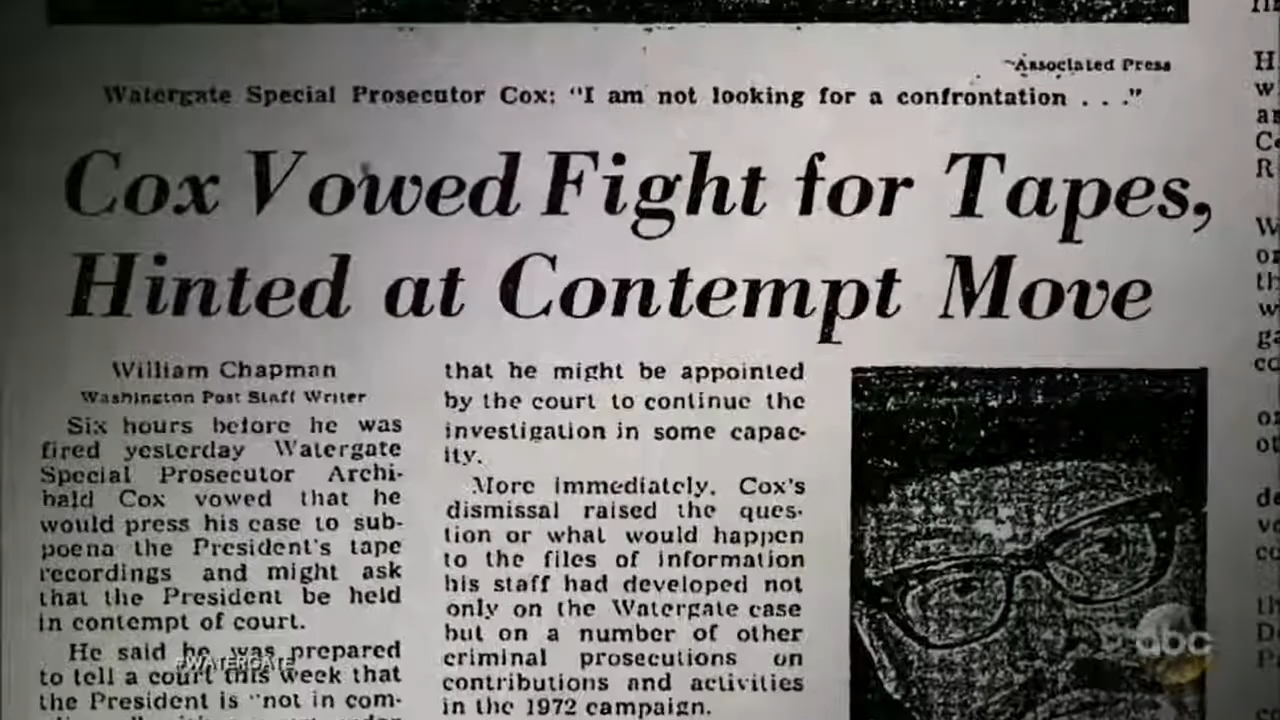 Associated Press
Watergate Special Prosecutor Cox: "I am not looking for a confrontation . . ."
Cox Vowed Fight for Tapes,
Hinted at Contempt Move
William Chapman
Washington Post Staff Writer
Six hours before he was
fired yesterday Watergate
Special Prosecutor Archi-
bald Cox vowed that he
would press his case to sub-
poena the President's tape
recordings and might ask
that the President be held
in contempt of court.
He said he was prepared
#WATERGATE
to tell a court this week that
the President is "not in com-
that he might be appointed
by the court to continue the
investigation in some capac-
ity.
More immediately, Cox's
dismissal raised the ques-
tion of what would happen
to the files of information
his staff had developed not
only on the Watergate case
but on a number of other
criminal prosecutions on
contributions and activities
in the 1972 campaign.
abc